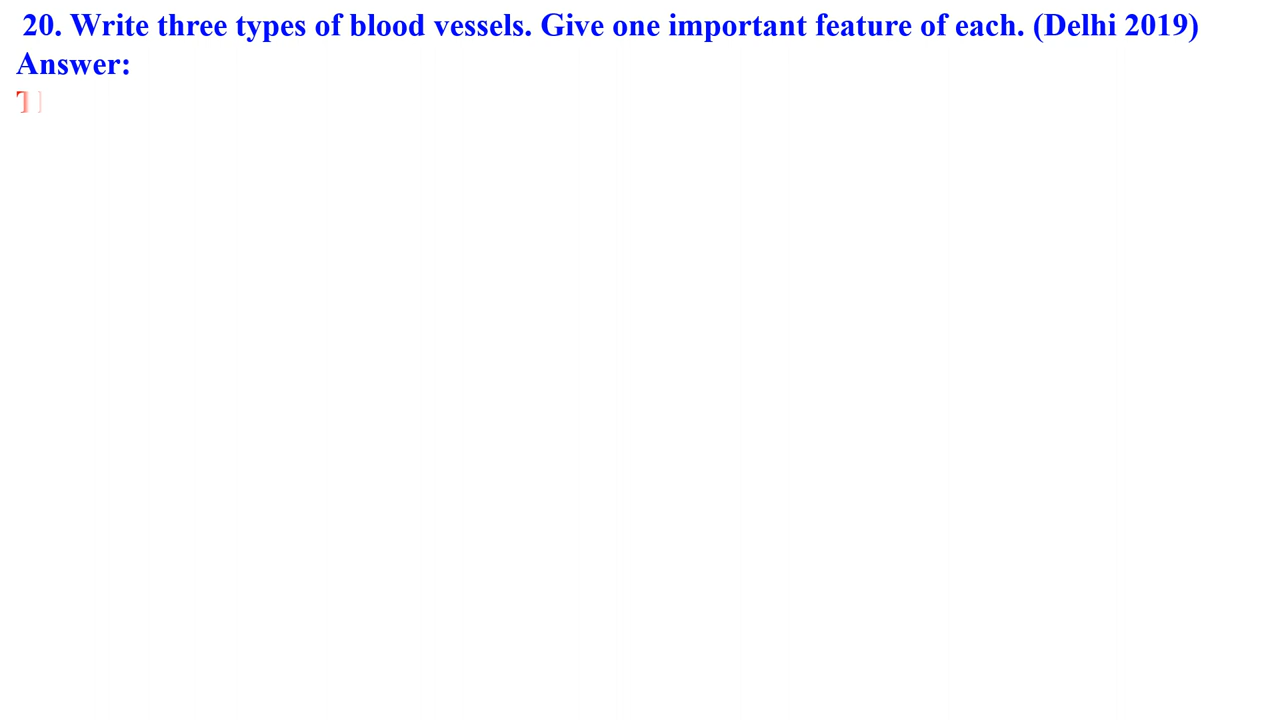 20. Write three types of blood vessels. Give one important feature of each. (Delhi 2019)
Answer: